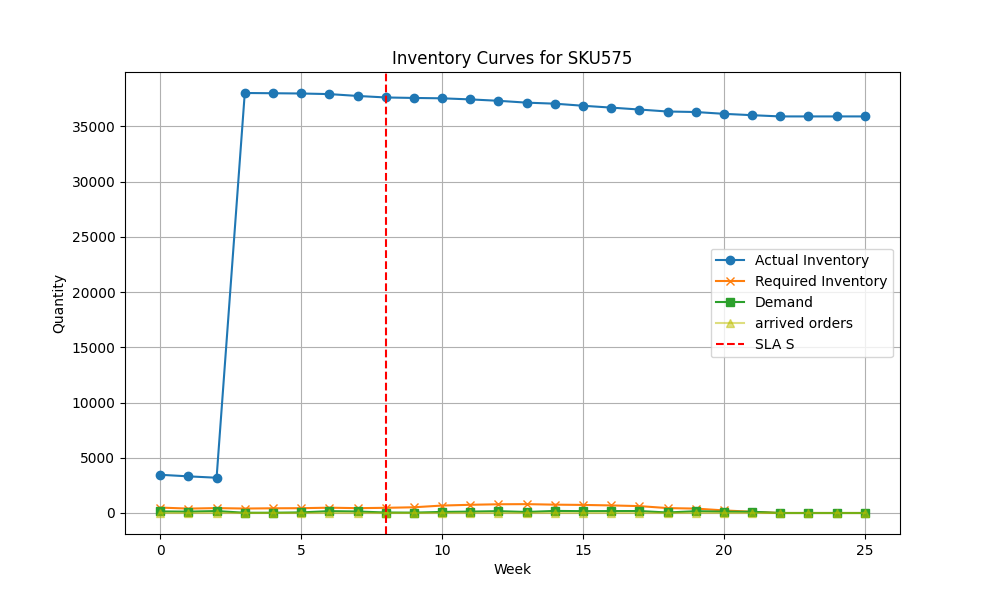 Inventory Curves for SKU575
Quantity
35000
30000
25000
20000
15000
10000
5000
0
Actual Inventory
Required Inventory
Demand
arrived orders
SLA S
0 5 10 15 20 25
Week